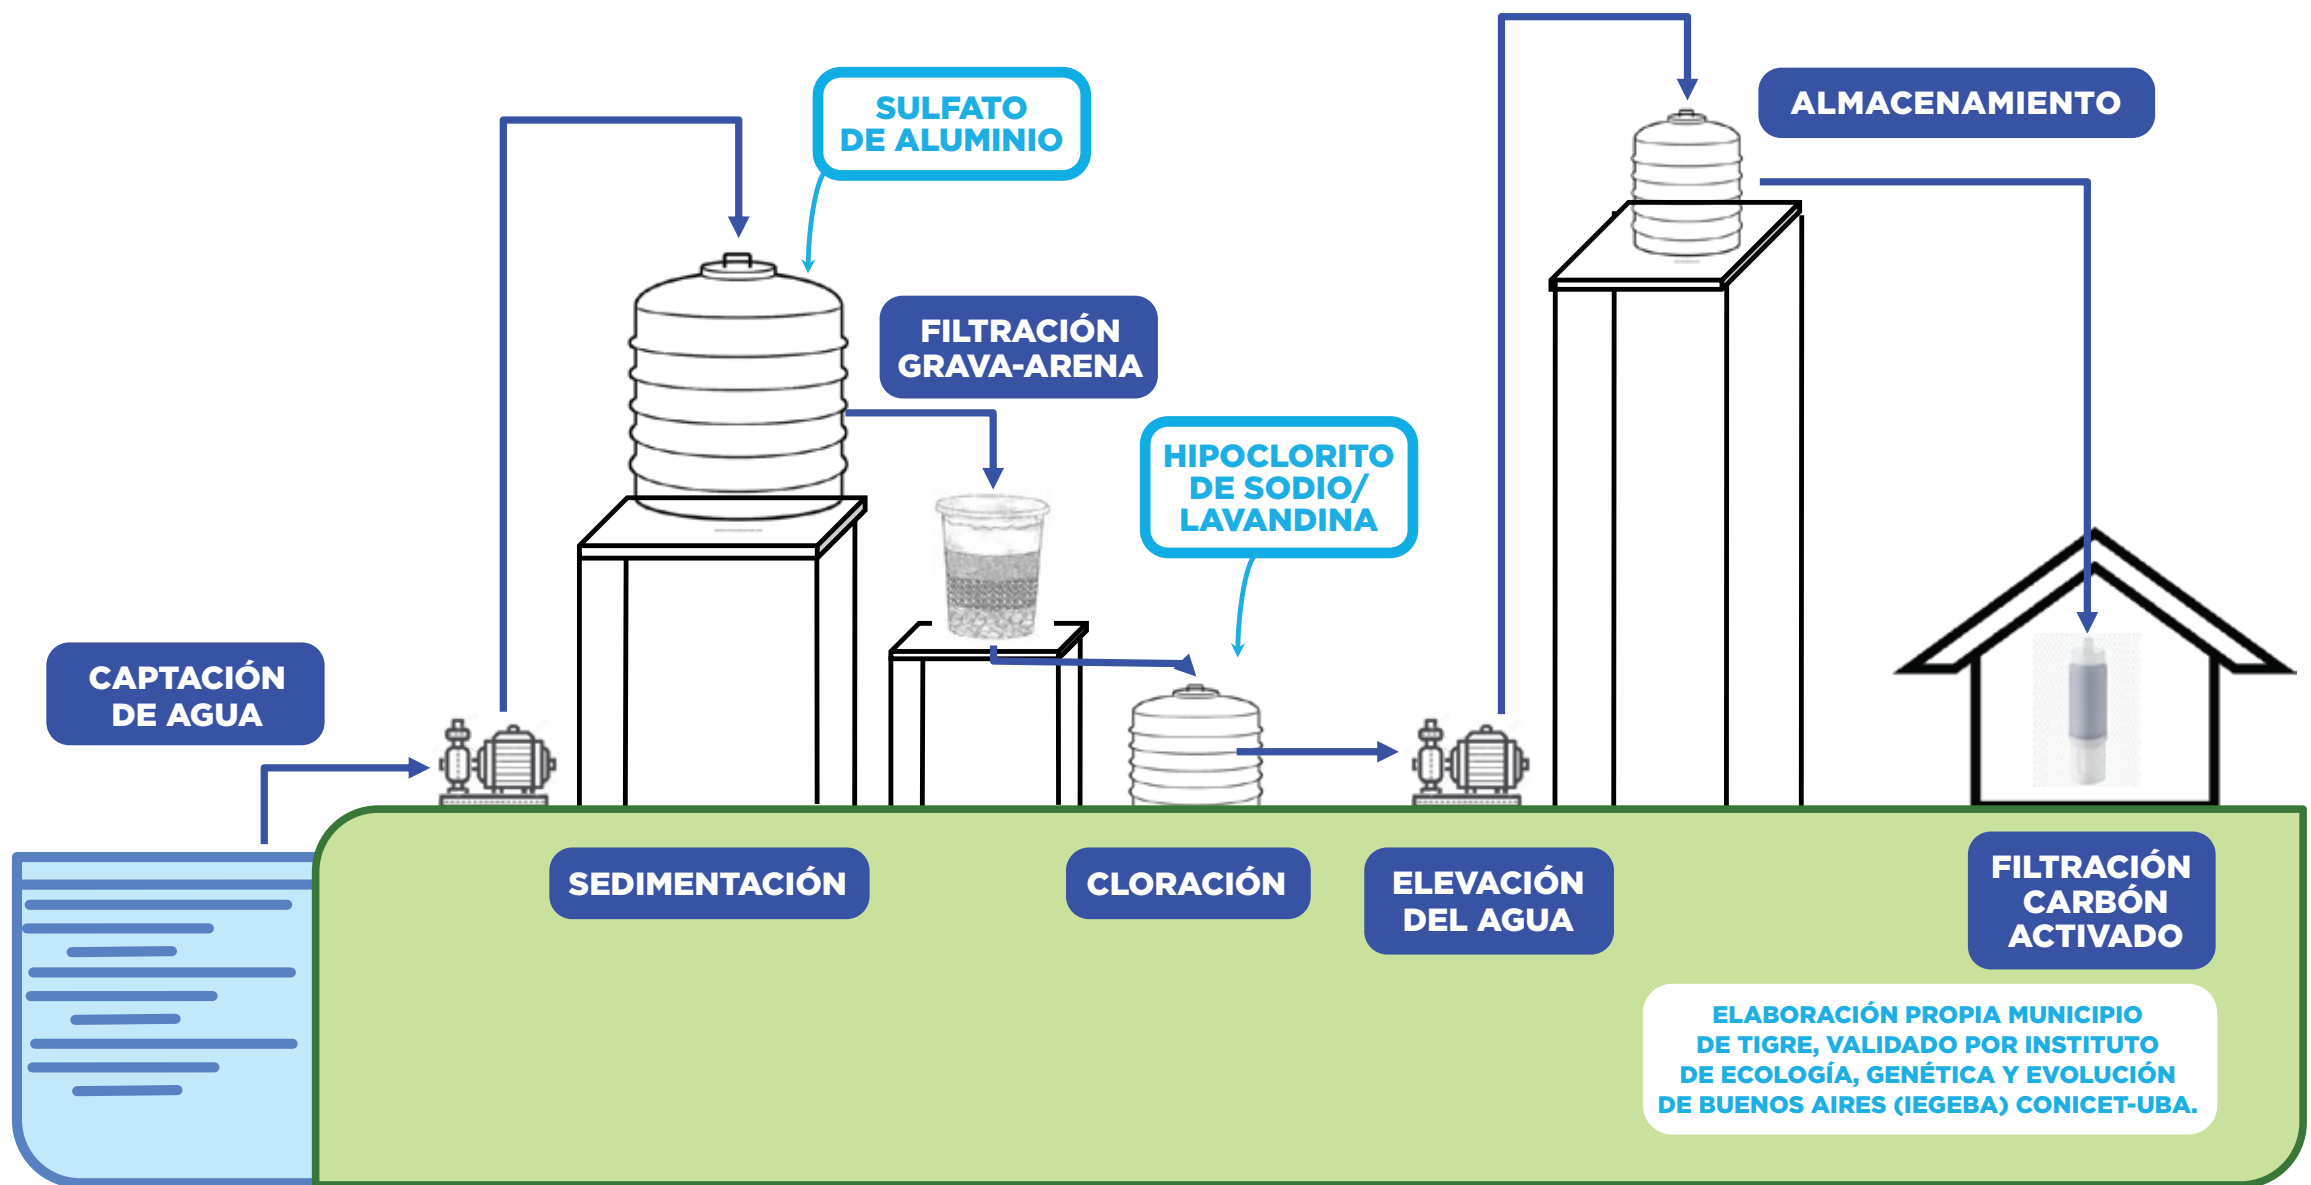 SULFATO
DE ALUMINIO
ALMACENAMIENTO
FILTRACIÓN
GRAVA-ARENA
HIPOCLORITO
DE SODIO/
LAVANDINA
CAPTACIÓN
DE AGUA
SEDIMENTACIÓN
CLORACIÓN
ELEVACIÓN
DEL AGUA
FILTRACIÓN
CARBÓN
ACTIVADO
ELABORACIÓN PROPIA MUNICIPIO
DE TIGRE, VALIDADO POR INSTITUTO
DE ECOLOGÍA, GENÉTICA Y EVOLUCIÓN
DE BUENOS AIRES (IEGEBA) CONICET-UBA.